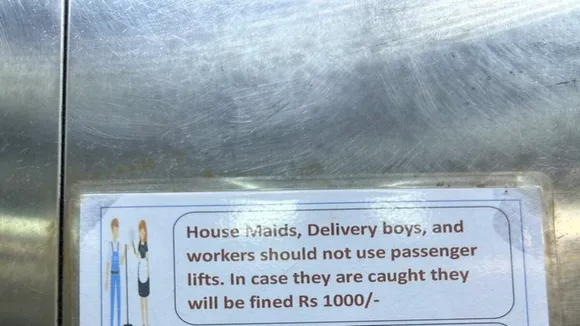 House Maids, Delivery boys, and
workers should not use passenger
lifts. In case they are caught they
will be fined Rs 1000/-